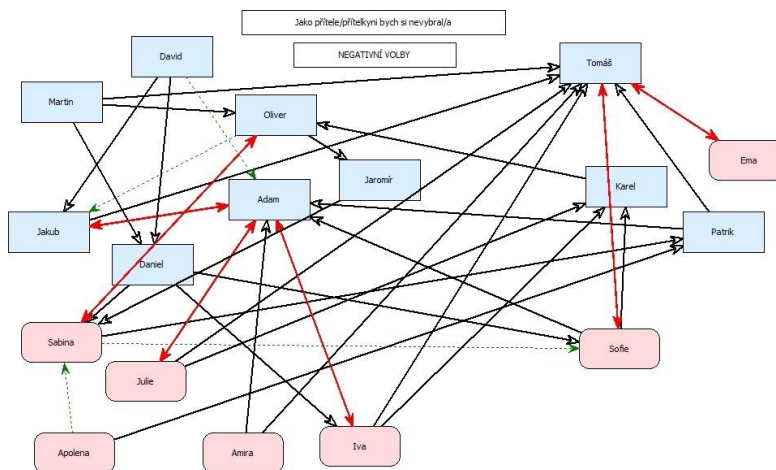 Jako přítele/přítelkyni bych si nevybral/a
NEGATIVNÍ VOLBY
David
Tomáš
Martin
Oliver
Ema
Jaromír
Karel
Adam
Jakub
Patrik
Daniel
Sabina
Sofie
Julie
Apolena
Amira
Iva